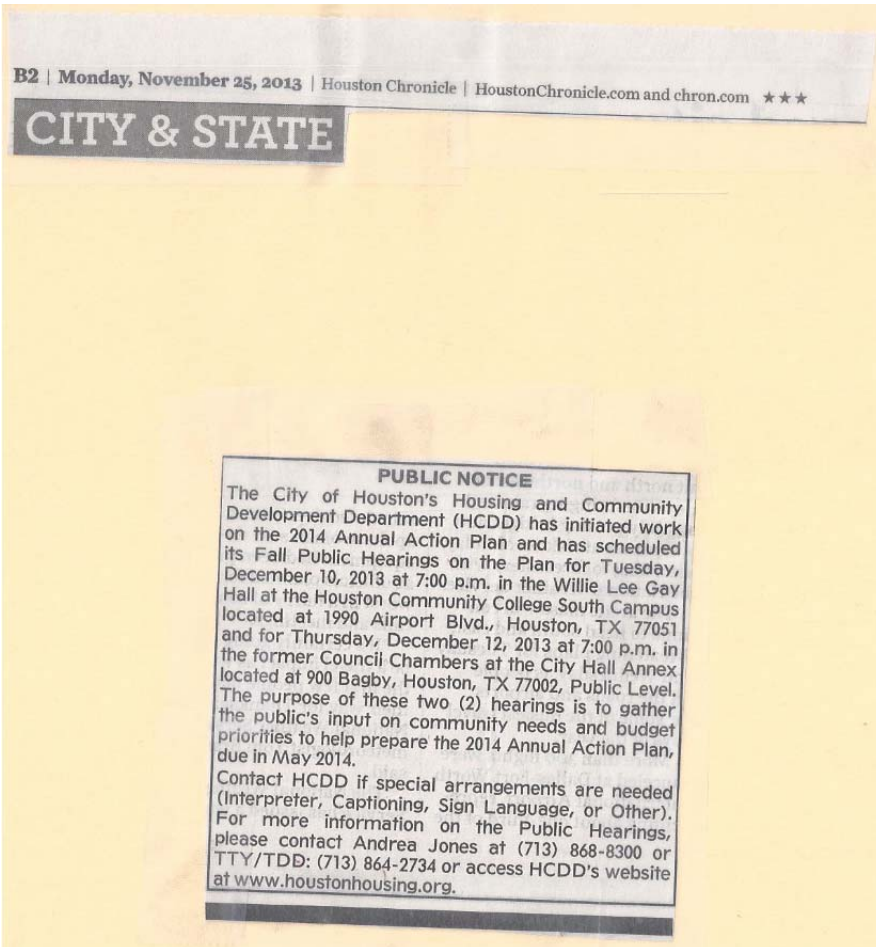 B2 | Monday, November 25, 2013 | Houston Chronicle | HoustonChronicle.com and chron.com ★★★
CITY & STATE
PUBLIC NOTICE
The City of Houston's Housing and Community
Development Department (HCDD) has initiated work
on the 2014 Annual Action Plan and has scheduled
its Fall Public Hearings on the Plan for Tuesday,
December 10, 2013 at 7:00 p.m. in the Willie Lee Gay
Hall at the Houston Community College South Campus
located at 1990 Airport Blvd., Houston, TX 77051
and for Thursday, December 12, 2013 at 7:00 p.m. in
the former Council Chambers at the City Hall Annex
located at 900 Bagby, Houston, TX 77002, Public Level.
The purpose of these two (2) hearings is to gather
the public's input on community needs and budget
priorities to help prepare the 2014 Annual Action Plan,
due in May 2014.
Contact HCDD if special arrangements are needed
(Interpreter, Captioning, Sign Language, or Other).
For more information on the Public Hearings,
please contact Andrea Jones at (713) 868-8300 or
TTY/TDD: (713) 864-2734 or access HCDD's website
at www.houstonhousing.org.